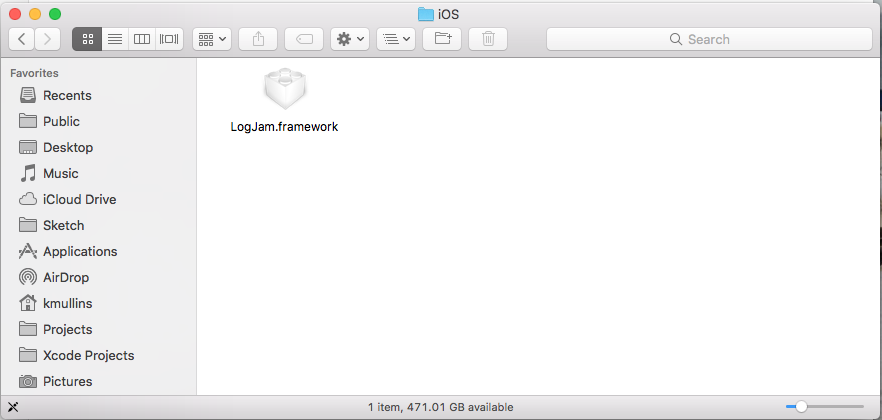 iOS
Search
Favorites
Recents
Public
Desktop
Music
iCloud Drive
Sketch
Applications
AirDrop
kmullins
Projects
Xcode Projects
Pictures
LogJam.framework
1 item, 471.01 GB available